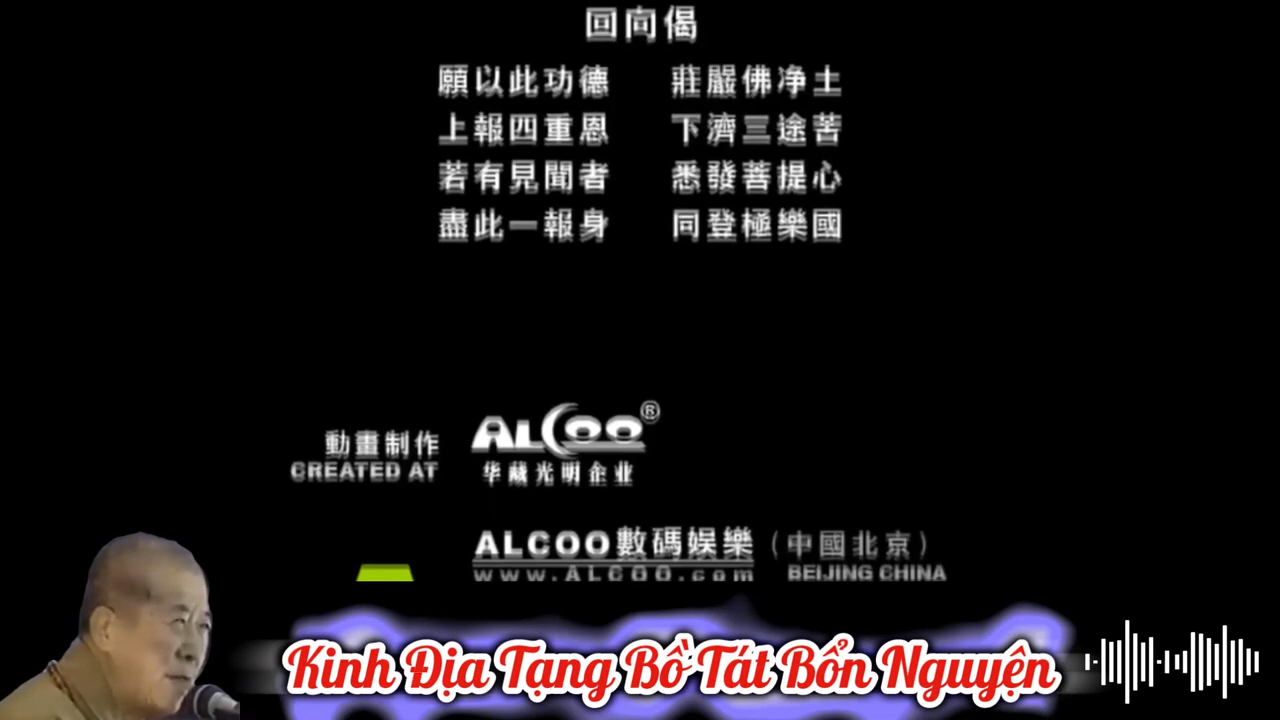 回向偈
願以此功德 莊嚴佛净土
上報四重恩 下濟三途苦
若有見聞者 悉發菩提心
盡此一報身 同登極樂國
動畫制作 ALCOO®
CREATED AT 华藏光明企业
ALCOO數碼娱樂（中國北京）
www.ALCOO.com BEIJING CHINA
Kinh Địa Tạng Bồ Tát Bổn Nguyện